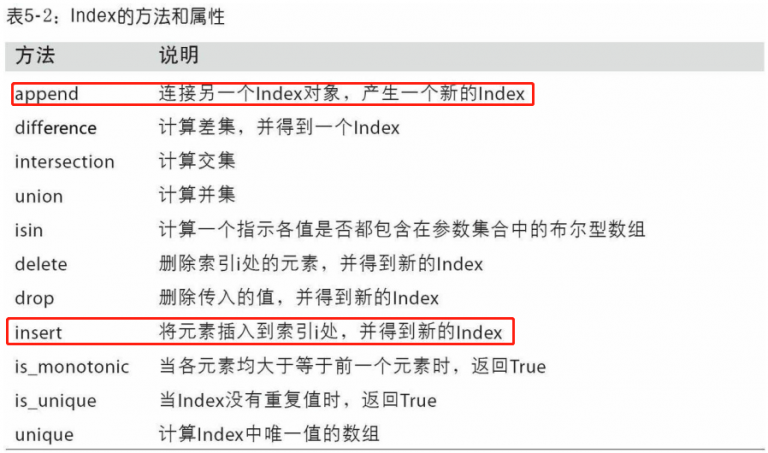 表5-2：Index的方法和属性
方法 说明
append 连接另一个Index对象，产生一个新的Index
difference 计算差集，并得到一个Index
intersection 计算交集
union 计算并集
isin 计算一个指示各值是否都包含在参数集合中的布尔型数组
delete 删除索引i处的元素，并得到新的Index
drop 删除传入的值，并得到新的Index
insert 将元素插入到索引i处，并得到新的Index
is_monotonic 当各元素均大于等于前一个元素时，返回True
is_unique 当Index没有重复值时，返回True
unique 计算Index中唯一值的数组